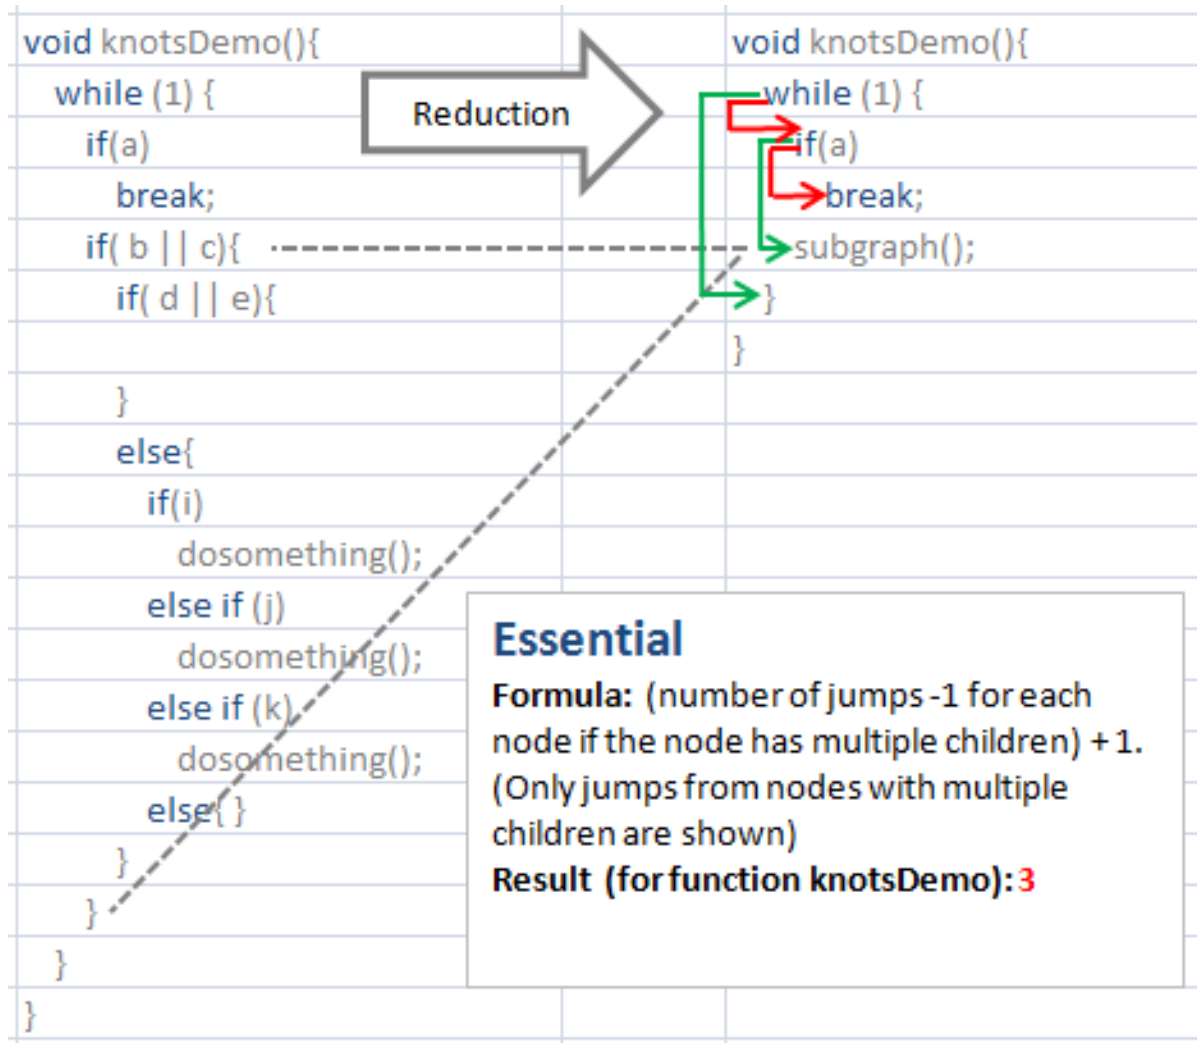 void knotsDemo(){
while (1) {
if(a)
break;
if( b || c){
if( d || e){
}
else{
if(i)
dosomething();
else if (j)
dosomething();
else if (k)
dosomething();
else{ }
}
}
}
}
Reduction
void knotsDemo(){
while (1) {
if(a)
break;
subgraph();
}
}
Essential
Formula: (number of jumps -1 for each
node if the node has multiple children) + 1.
(Only jumps from nodes with multiple
children are shown)
Result (for function knotsDemo): 3